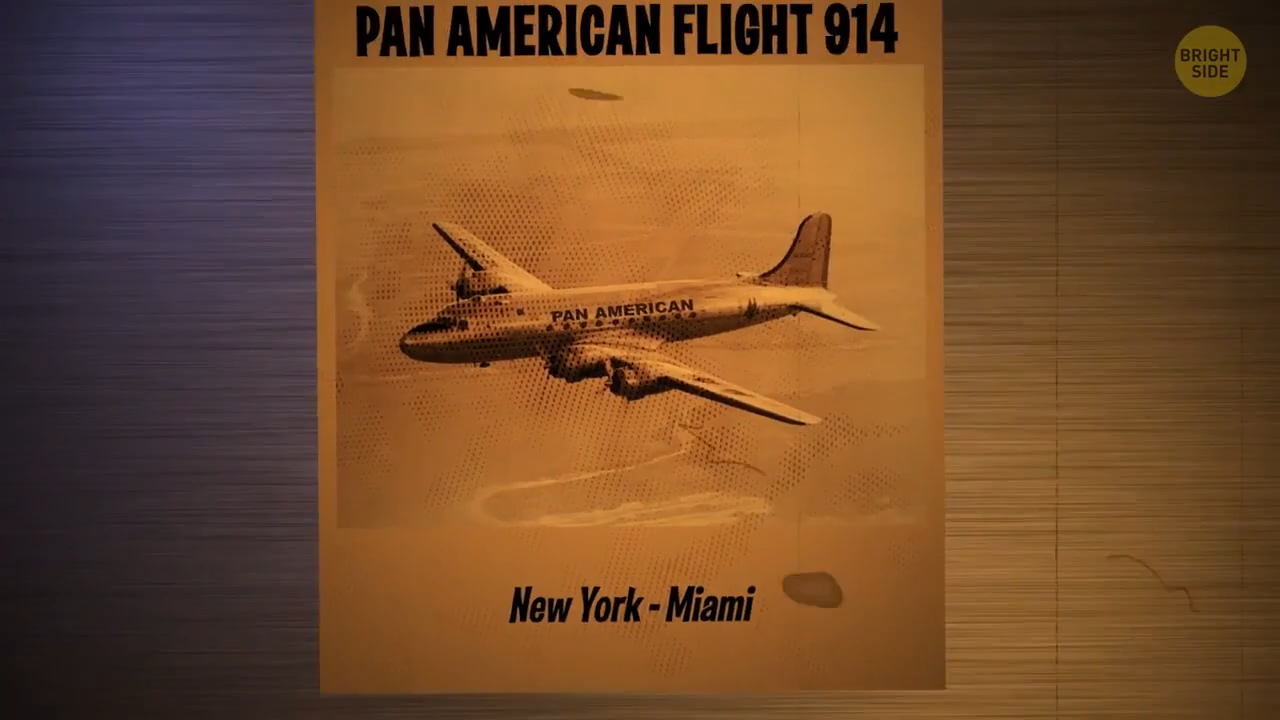 PAN AMERICAN FLIGHT 914
BRIGHT
SIDE
PAN AMERICAN
New York - Miami